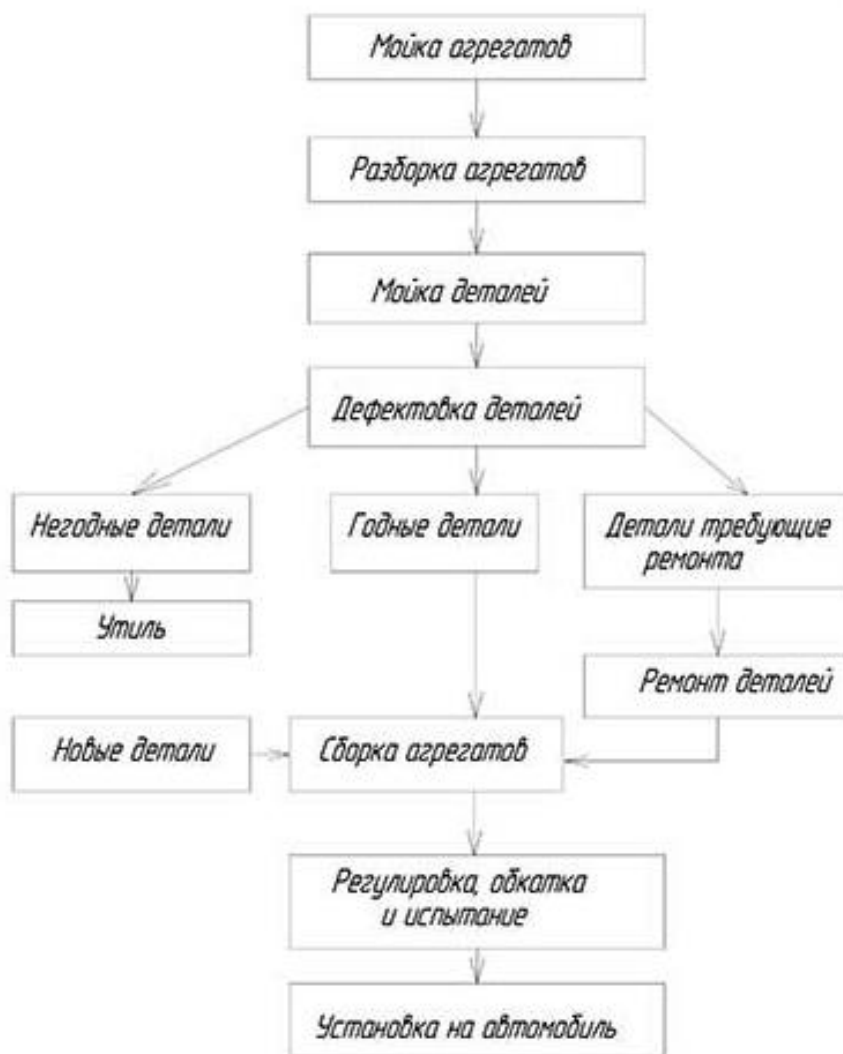 Мойка агрегатов
Разборка агрегатов
Мойка деталей
Дефектовка деталей
Негодные детали
Годные детали
Детали требующие
ремонта
Утиль
Ремонт деталей
Новые детали
Сборка агрегатов
Регулировка, обкатка
и испытание
Установка на автомобиль